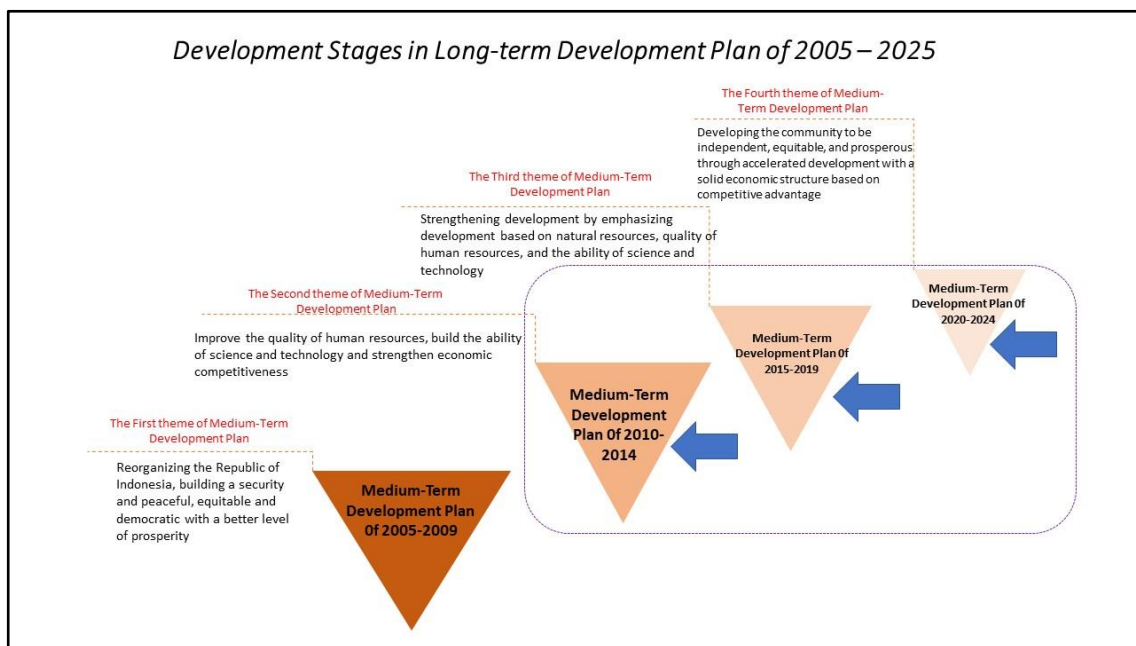 Development Stages in Long-term Development Plan of 2005 – 2025
The Fourth theme of Medium-
Term Development Plan
Developing the community to be
independent, equitable, and prosperous
through accelerated development with a
solid economic structure based on
competitive advantage
The Third theme of Medium-Term
Development Plan
Strengthening development by emphasizing
development based on natural resources, quality of
human resources, and the ability of science and
technology
The Second theme of Medium-Term
Development Plan
Improve the quality of human resources, build the ability
of science and technology and strengthen economic
competitiveness
The First theme of Medium-Term
Development Plan
Reorganizing the Republic of
Indonesia, building a
security and peaceful, equitable and
democratic with a better level
of prosperity
Medium-Term
Development Plan
0f 2005-2009
Medium-Term
Development
Plan 0f 2010-
2014
Medium-Term
Development Plan 0f
2015-2019
Medium-Term
Development Plan 0f
2020-2024